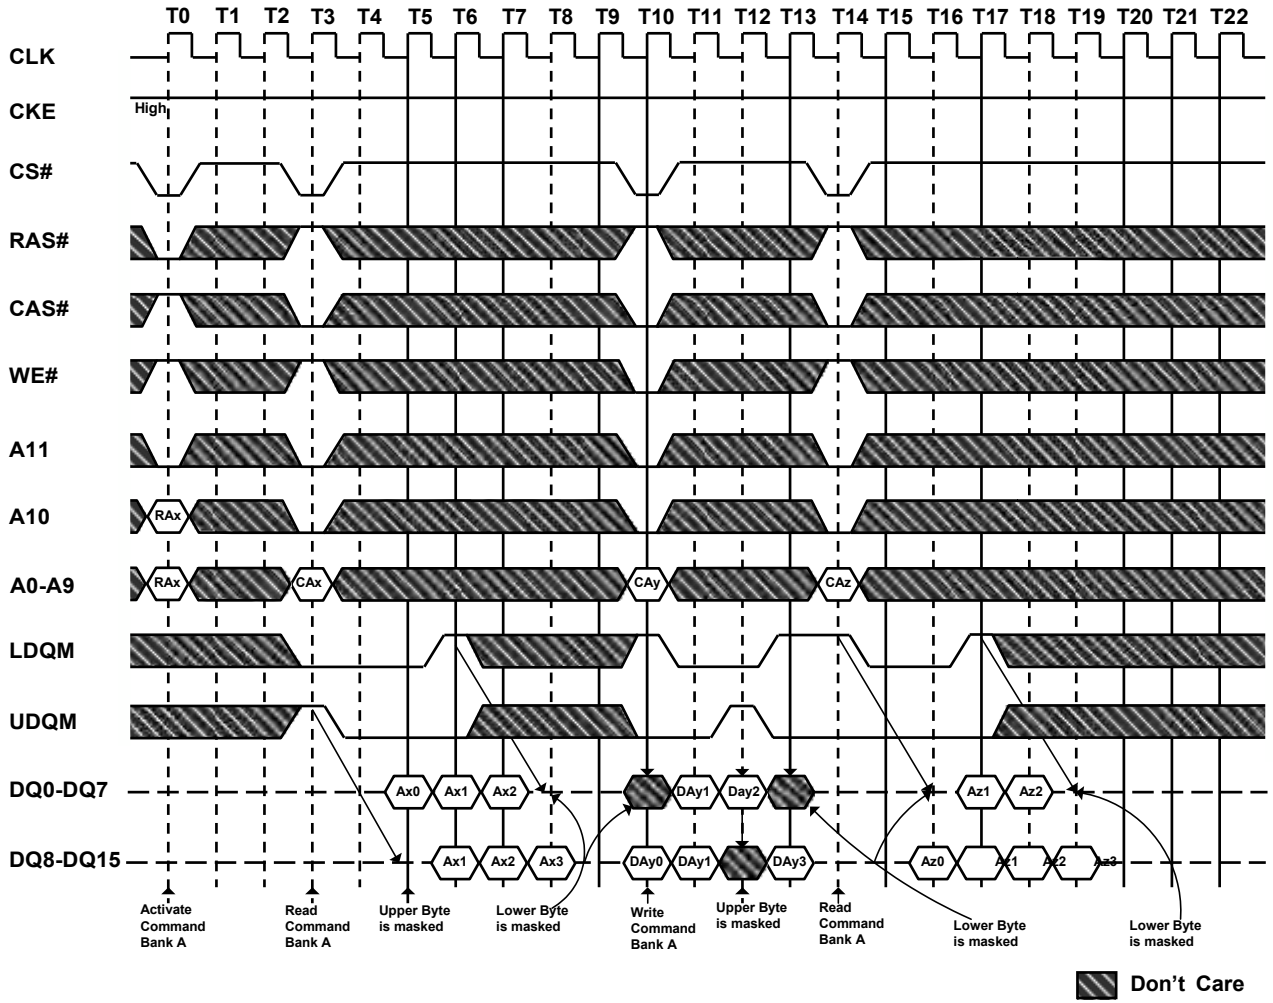 T0 T1 T2 T3 T4 T5 T6 T7 T8 T9 T10 T11 T12 T13 T14 T15 T16 T17 T18 T19 T20 T21 T22
CLK
CKE High
CS#
RAS#
CAS#
WE#
A11
A10 RAx
A0-A9 RAx CAx CAy CAz
LDQM
UDQM
DQ0-DQ7 Ax0 Ax1 Ax2 DAy1 Day2 Az1 Az2
DQ8-DQ15 Ax1 Ax2 Ax3 DAy0 DAy1 DAy3 Az0 Az1 Az2 Az3
Activate
Command
Bank A
Read
Command
Bank A
Upper Byte
is masked
Lower Byte
is masked
Write
Command
Bank A
Upper Byte
is masked
Read
Command
Bank A
Lower Byte
is masked
Lower Byte
is masked
Don't Care